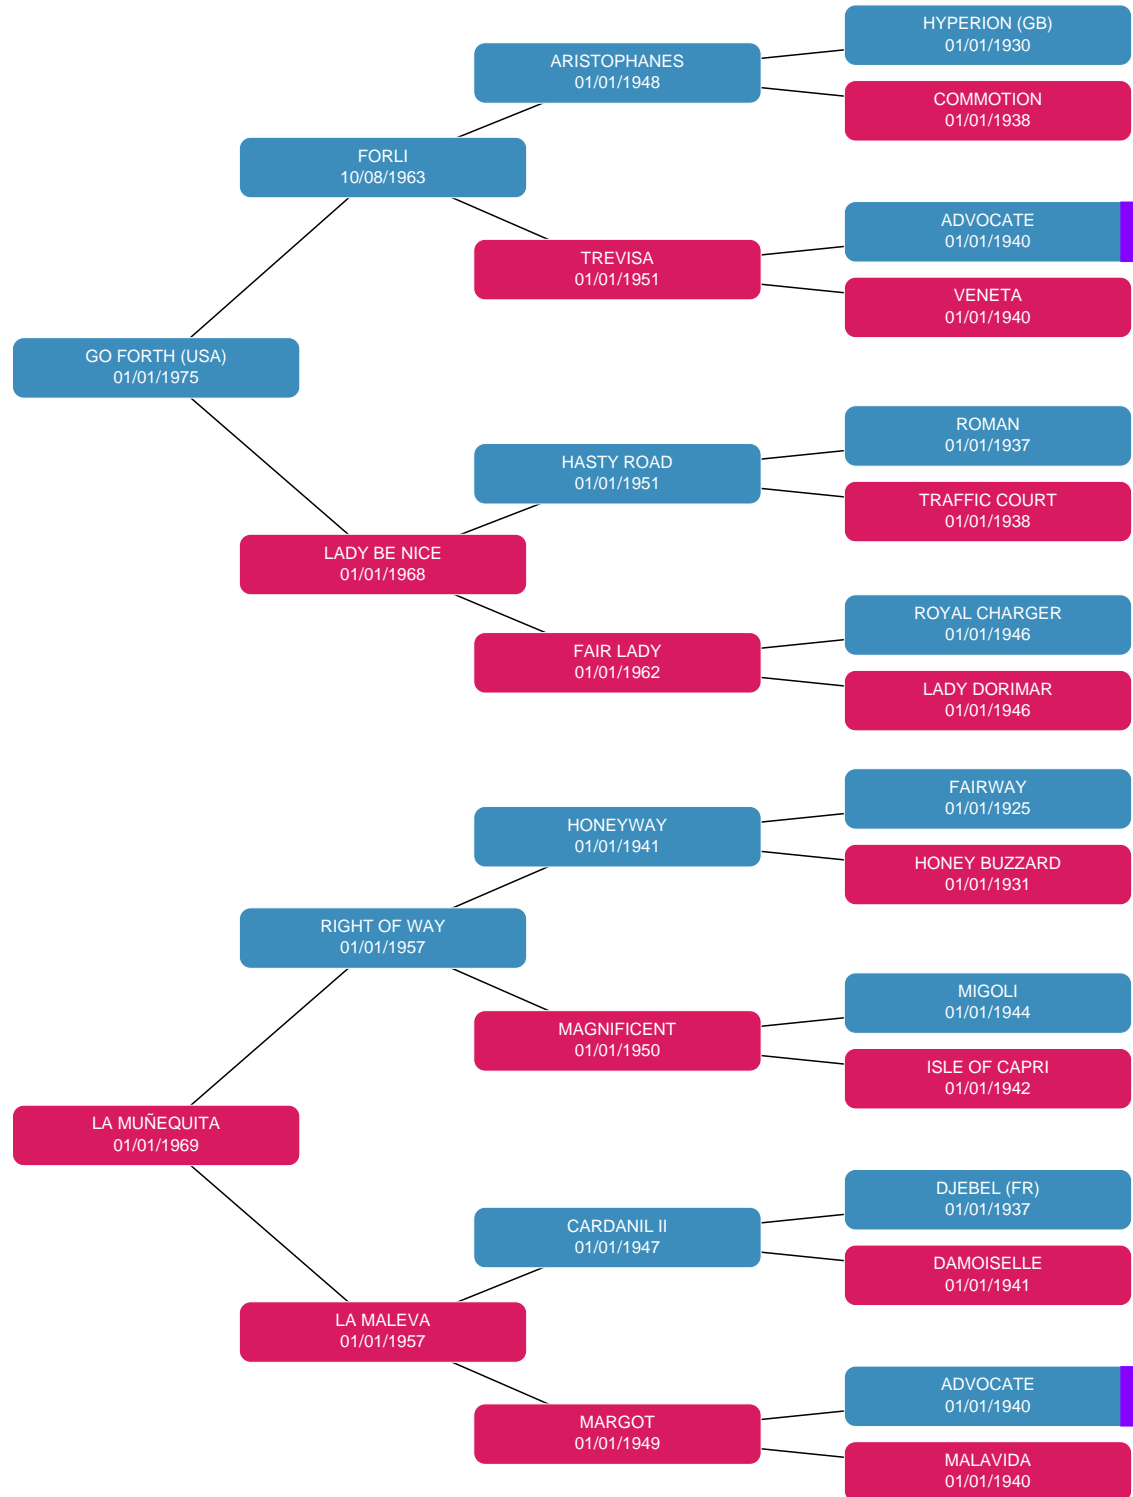 HYPERION (GB)
01/01/1930
ARISTOPHANES
01/01/1948
COMMOTION
01/01/1938
FORLI
10/08/1963
ADVOCATE
01/01/1940
TREVISA
01/01/1951
VENETA
01/01/1940
GO FORTH (USA)
01/01/1975
ROMAN
01/01/1937
HASTY ROAD
01/01/1951
TRAFFIC COURT
01/01/1938
LADY BE NICE
01/01/1968
ROYAL CHARGER
01/01/1946
FAIR LADY
01/01/1962
LADY DORIMAR
01/01/1946
FAIRWAY
01/01/1925
HONEYWAY
01/01/1941
HONEY BUZZARD
01/01/1931
RIGHT OF WAY
01/01/1957
MIGOLI
01/01/1944
MAGNIFICENT
01/01/1950
ISLE OF CAPRI
01/01/1942
LA MUÑEQUITA
01/01/1969
DJEBEL (FR)
01/01/1937
CARDANIL II
01/01/1947
DAMOISELLE
01/01/1941
LA MALEVA
01/01/1957
ADVOCATE
01/01/1940
MARGOT
01/01/1949
MALAVIDA
01/01/1940